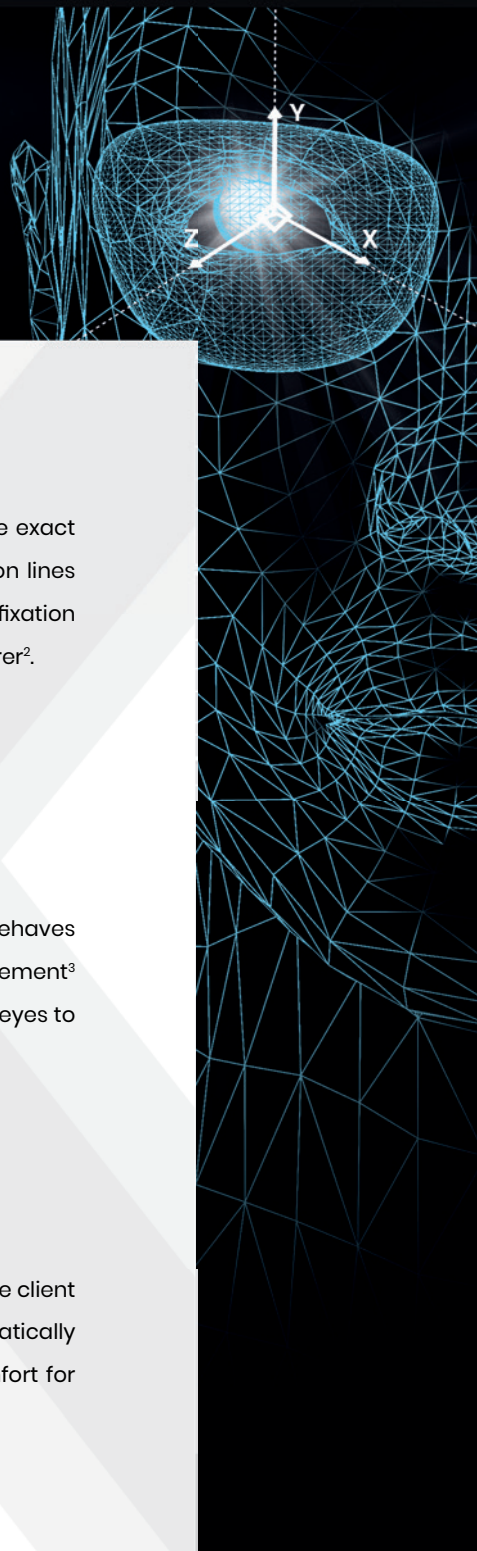 Y
Z
X
e exact
on lines
fixation
rer².
ehaves
ement³
eyes to
e client
atically
fort for